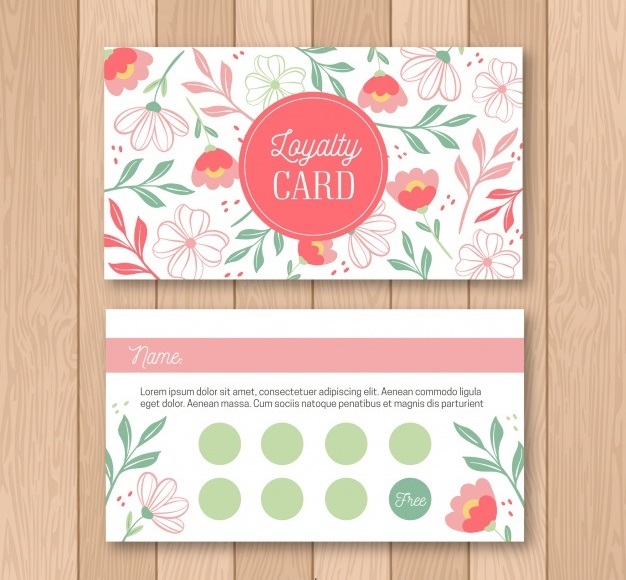 Loyalty
CARD
Name:
Lorem ipsum dolor sit amet, consectetuer adipiscing elit. Aenean commodo ligula
eget dolor. Aenean massa. Cum sociis natoque penatibus et magnis dis parturient
Free